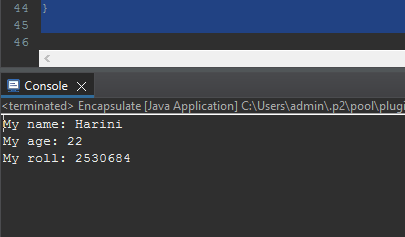 44 }
45
46
Console
<terminated> Encapsulate [Java Application] C:\Users\admin\.p2\pool\plugi
My name: Harini
My age: 22
My roll: 2530684